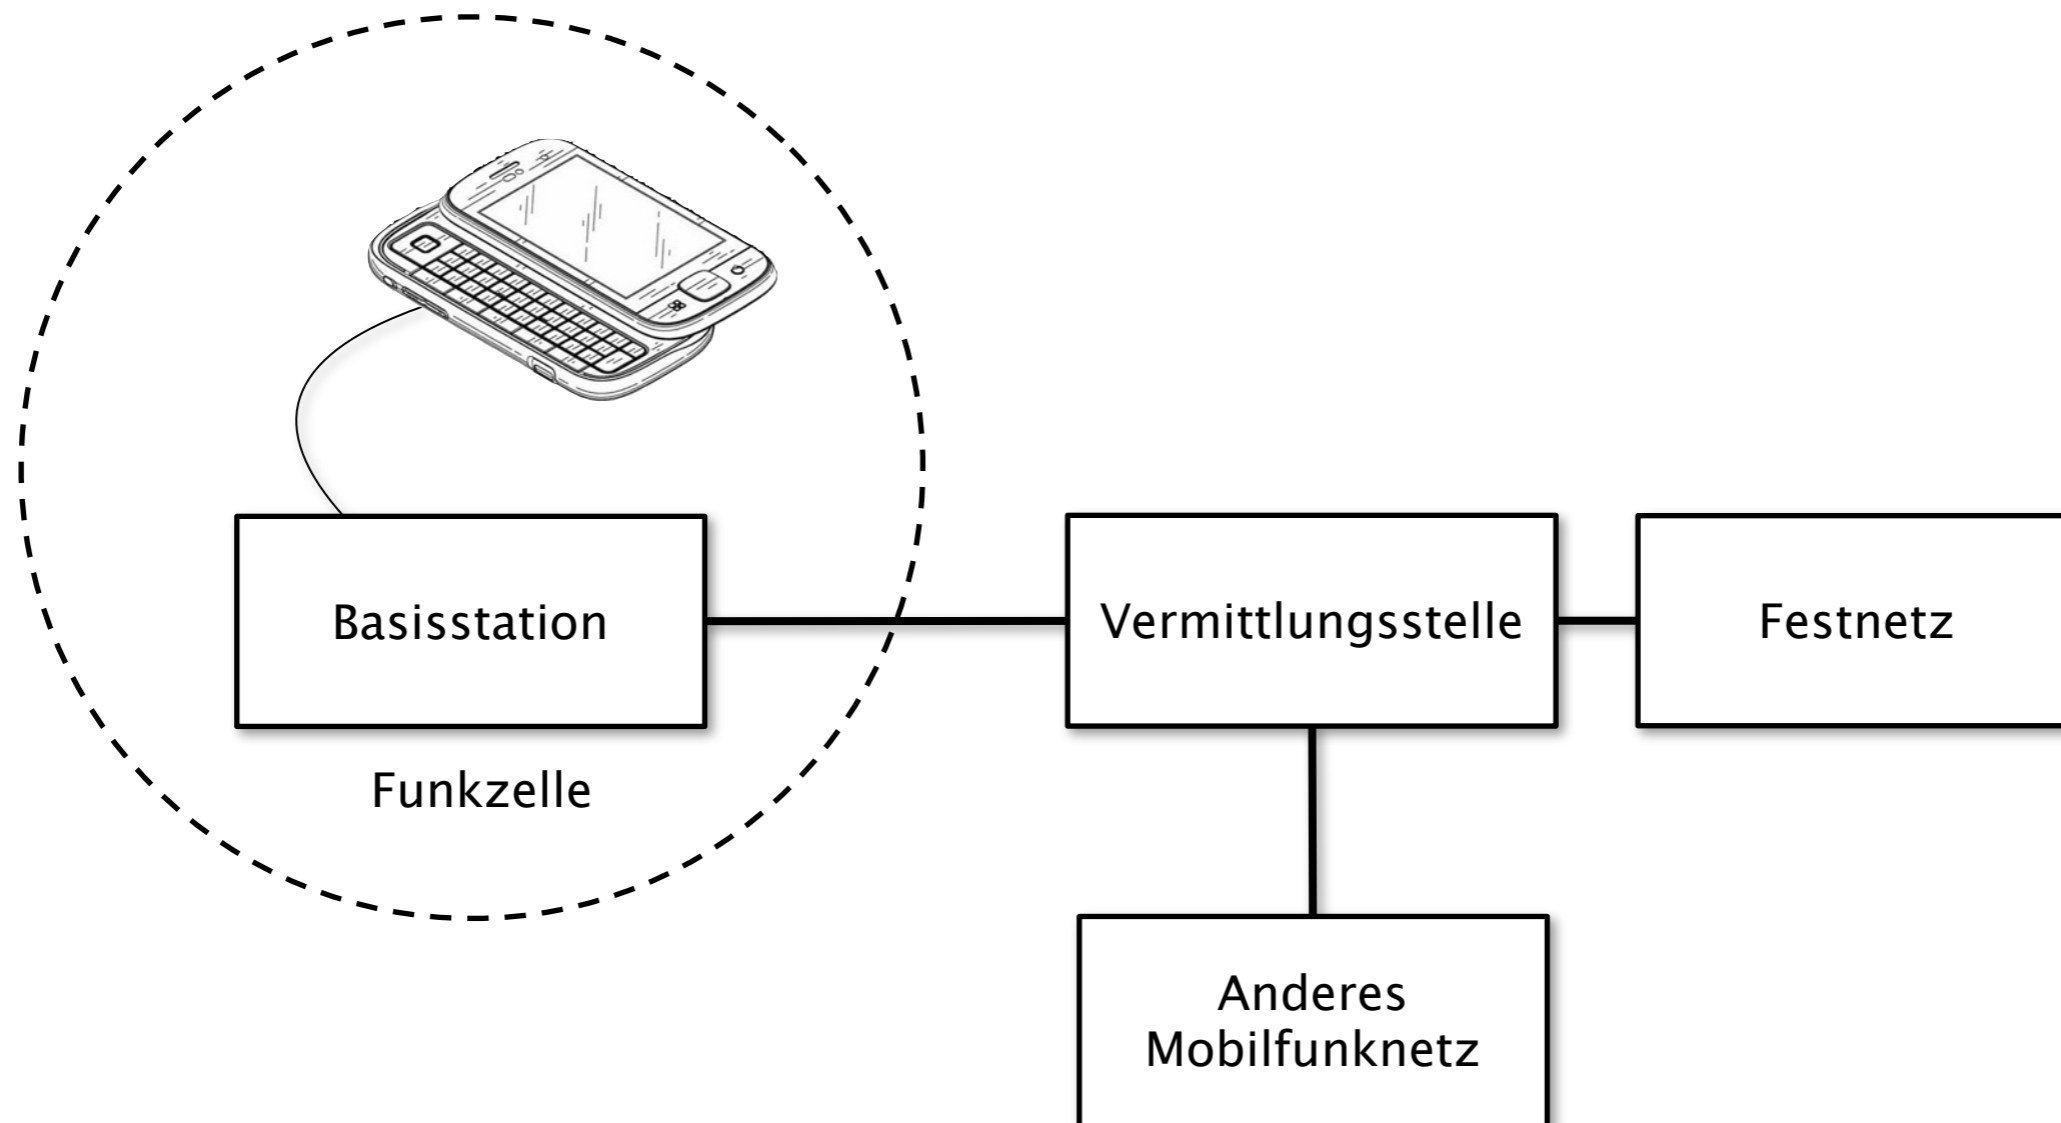 Basisstation
Vermittlungsstelle
Festnetz
Funkzelle
Anderes
Mobilfunknetz